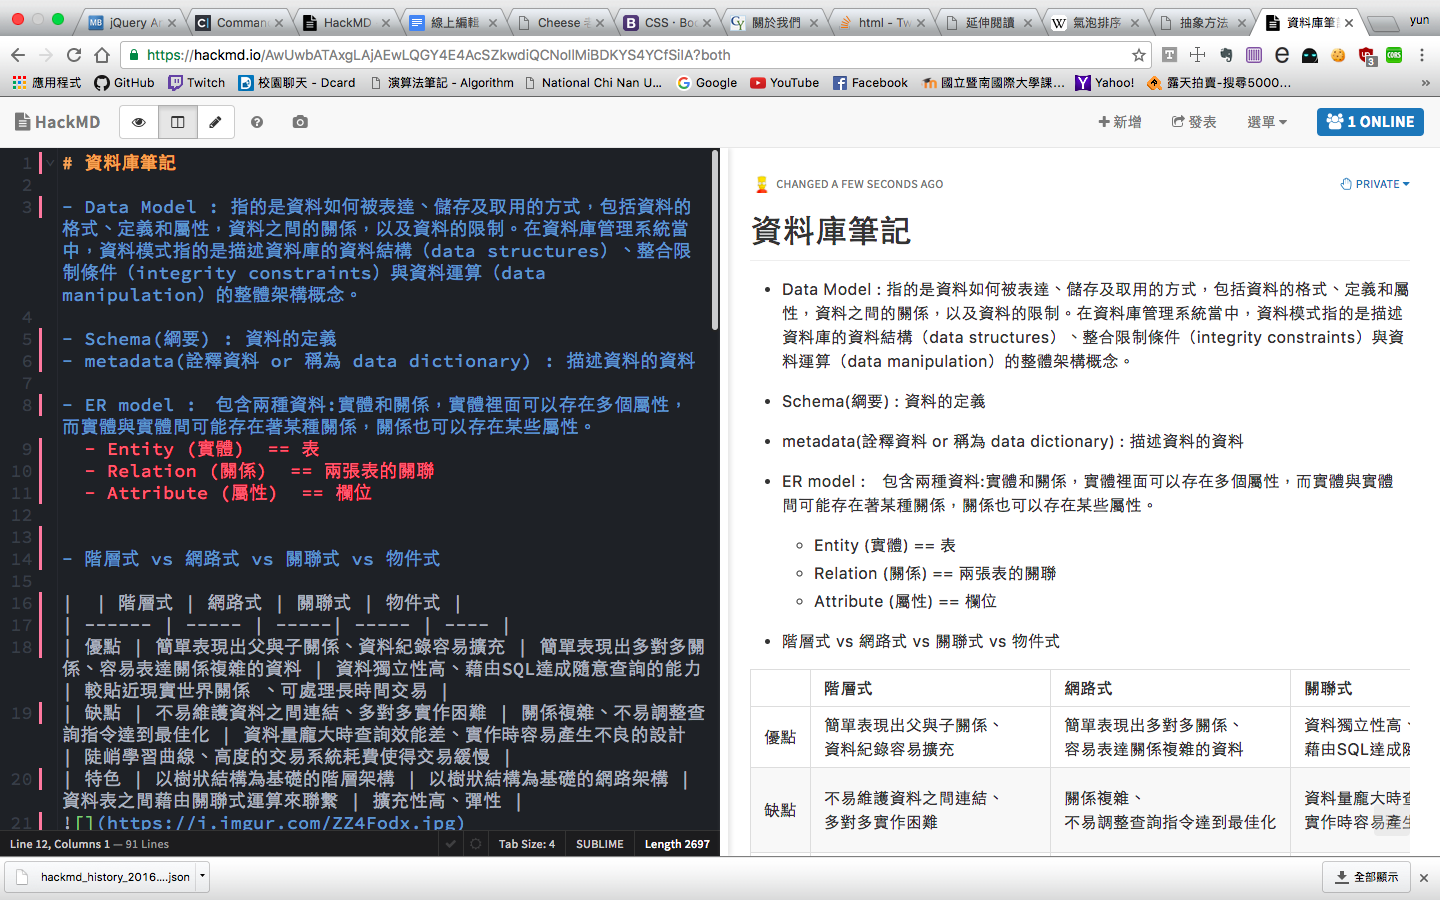 jQuery Ar
Comman
HackMD
線上編輯
Cheese
CSS · Boo
關於我們
html - Tw
延伸閱讀
氣泡排序
抽象方法
資料庫筆
yun
https://hackmd.io/AwUwbATAxgLAjAEwLQGY4E4AcSZkwdiQCNoIlMiBDKYS4YCfSilA?both
應用程式
GitHub
Twitch
校園聊天 - Dcard
演算法筆記 - Algorithm
National Chi Nan U...
Google
YouTube
Facebook
國立暨南國際大學課...
Yahoo!
露天拍賣-搜尋5000...
HackMD
新增
發表
選單
1 ONLINE
1 # 資料庫筆記
2
3 - Data Model : 指的是資料如何被表達、儲存及取用的方式，包括資料的
格式、定義和屬性，資料之間的關係，以及資料的限制。在資料庫管理系統當
中，資料模式指的是描述資料庫的資料結構（data structures）、整合限
制條件（integrity constraints）與資料運算（data
manipulation）的整體架構概念。
4
5 - Schema(綱要) : 資料的定義
6 - metadata(詮釋資料 or 稱為 data dictionary) : 描述資料的資料
7
8 - ER model : 包含兩種資料:實體和關係，實體裡面可以存在多個屬性，
而實體與實體間可能存在著某種關係，關係也可以存在某些屬性。
9 - Entity (實體) == 表
10 - Relation (關係) == 兩張表的關聯
11 - Attribute (屬性) == 欄位
12
13
14 - 階層式 vs 網路式 vs 關聯式 vs 物件式
15
16 | | 階層式 | 網路式 | 關聯式 | 物件式 |
17 | ------ | ----- | -----| ----- | ---- |
18 | 優點 | 簡單表現出父與子關係、資料紀錄容易擴充 | 簡單表現出多對多關
係、容易表達關係複雜的資料 | 資料獨立性高、藉由SQL達成隨意查詢的能力
| 較貼近現實世界關係 、可處理長時間交易 |
19 | 缺點 | 不易維護資料之間連結、多對多實作困難 | 關係複雜、不易調整查
詢指令達到最佳化 | 資料量龐大時查詢效能差、實作時容易產生不良的設計
| 陡峭學習曲線、高度的交易系統耗費使得交易緩慢 |
20 | 特色 | 以樹狀結構為基礎的階層架構 | 以樹狀結構為基礎的網路架構 |
資料表之間藉由關聯式運算來聯繫 | 擴充性高、彈性 |
21 ![](https://i.imgur.com/ZZ4Fodx.jpg)
Line 12, Columns 1 — 91 Lines
Tab Size: 4
SUBLIME
Length 2697
CHANGED A FEW SECONDS AGO
PRIVATE
資料庫筆記
• Data Model : 指的是資料如何被表達、儲存及取用的方式，包括資料的格式、定義和屬
性，資料之間的關係，以及資料的限制。在資料庫管理系統當中，資料模式指的是描述
資料庫的資料結構（data structures）、整合限制條件（integrity constraints）與資
料運算（data manipulation）的整體架構概念。
• Schema(綱要) : 資料的定義
• metadata(詮釋資料 or 稱為 data dictionary) : 描述資料的資料
• ER model : 包含兩種資料:實體和關係，實體裡面可以存在多個屬性，而實體與實體
間可能存在著某種關係，關係也可以存在某些屬性。
◦ Entity (實體) == 表
◦ Relation (關係) == 兩張表的關聯
◦ Attribute (屬性) == 欄位
• 階層式 vs 網路式 vs 關聯式 vs 物件式
階層式 網路式 關聯式
優點
簡單表現出父與子關係、
資料紀錄容易擴充
簡單表現出多對多關係、
容易表達關係複雜的資料
資料獨立性高、
藉由SQL達成隨
缺點
不易維護資料之間連結、
多對多實作困難
關係複雜、
不易調整查詢指令達到最佳化
資料量龐大時查
實作時容易產生
hackmd_history_2016....json
全部顯示